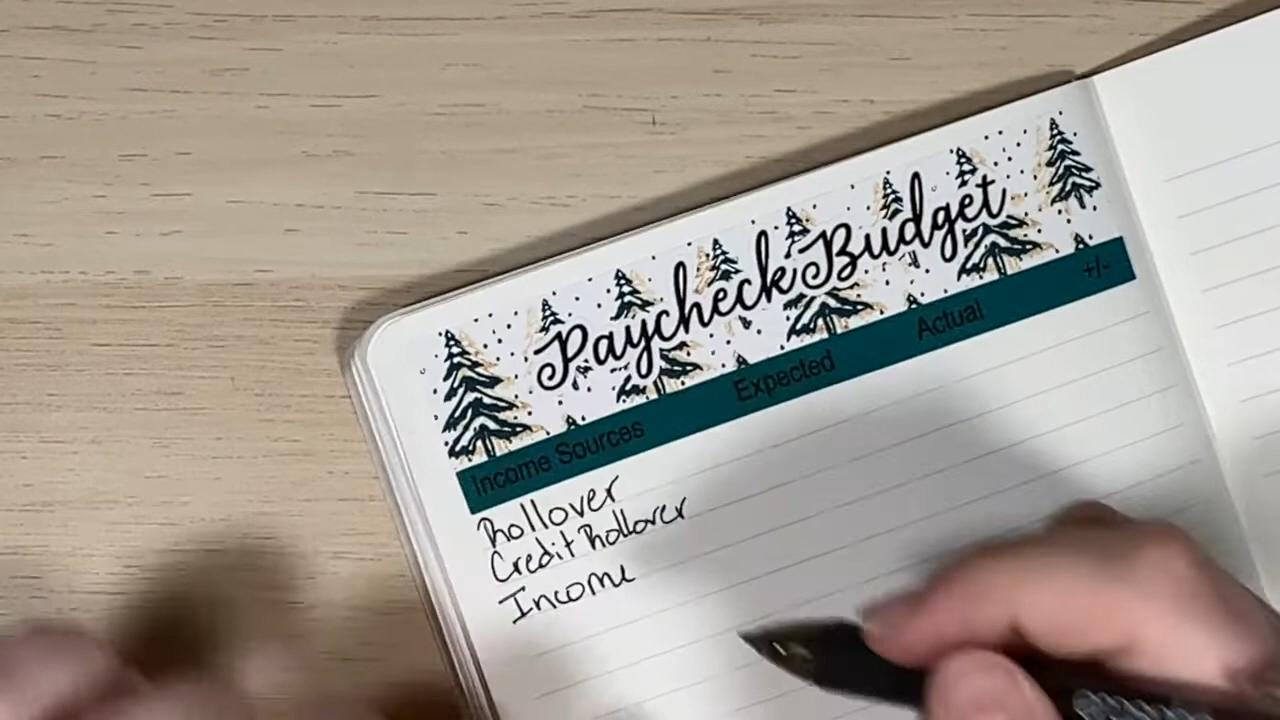 Paycheck Budget
Income Sources Expected Actual +/-
Rollover
Credit Rollover
Income